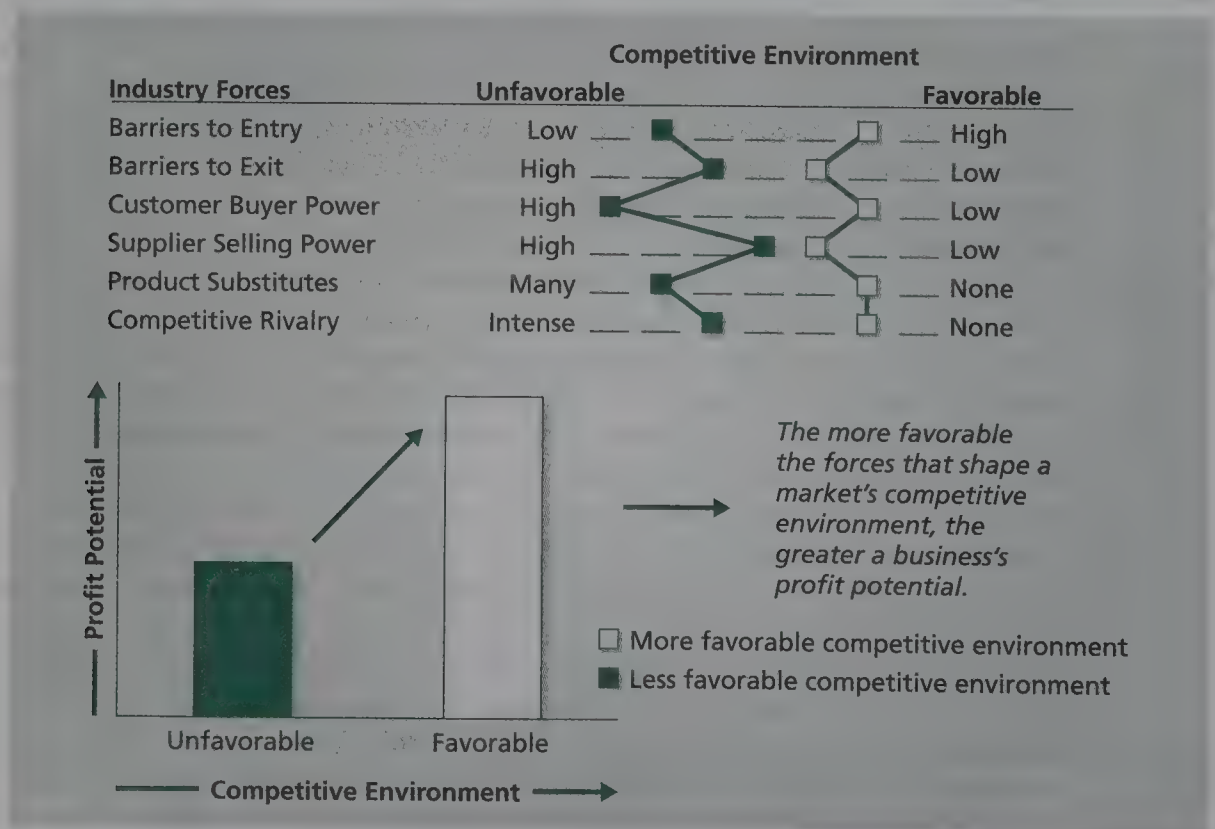 Competitive Environment
Industry Forces Unfavorable Favorable
Barriers to Entry Low High
Barriers to Exit High Low
Customer Buyer Power High Low
Supplier Selling Power High Low
Product Substitutes Many None
Competitive Rivalry Intense None
Profit Potential
The more favorable
the forces that shape a
market's competitive
environment, the
greater a business's
profit potential.
More favorable competitive environment
Less favorable competitive environment
Unfavorable Favorable
Competitive Environment